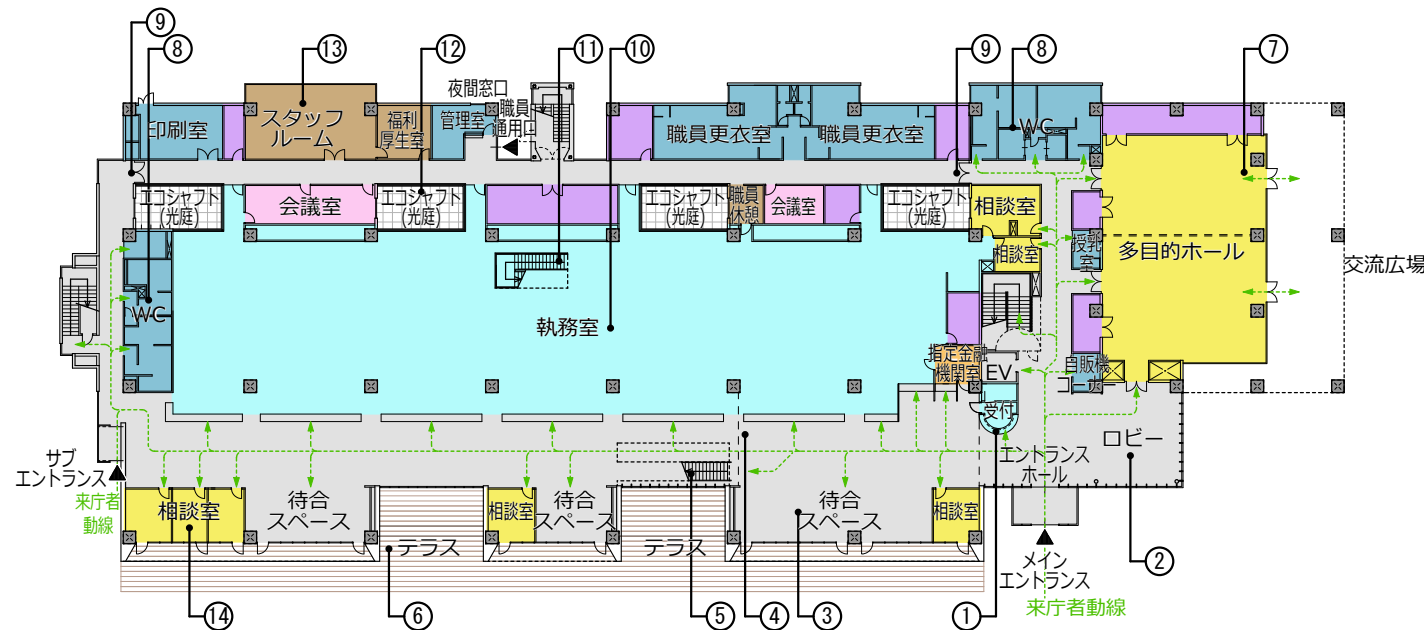 ⑨
⑧
⑬
⑫
⑪
⑩
⑨
⑧
⑦
夜間窓口
職員
通用口
印刷室
スタッフ
ルーム
福利
厚生室
管理室
職員更衣室
職員更衣室
WC
エコシャフト
(光庭)
会議室
エコシャフト
(光庭)
エコシャフト
(光庭)
職員
休憩
会議室
エコシャフト
(光庭)
相談室
相談室
授乳
室
多目的ホール
交流広場
WC
執務室
指定金融
機関室
EV
自販機
コーナー
受付
ロビー
エントランス
ホール
サブ
エントランス
来庁者
動線
相談室
待合
スペース
相談室
待合
スペース
待合
スペース
相談室
テラス
テラス
メイン
エントランス
来庁者動線
⑭
⑥
⑤
④
③
①
②